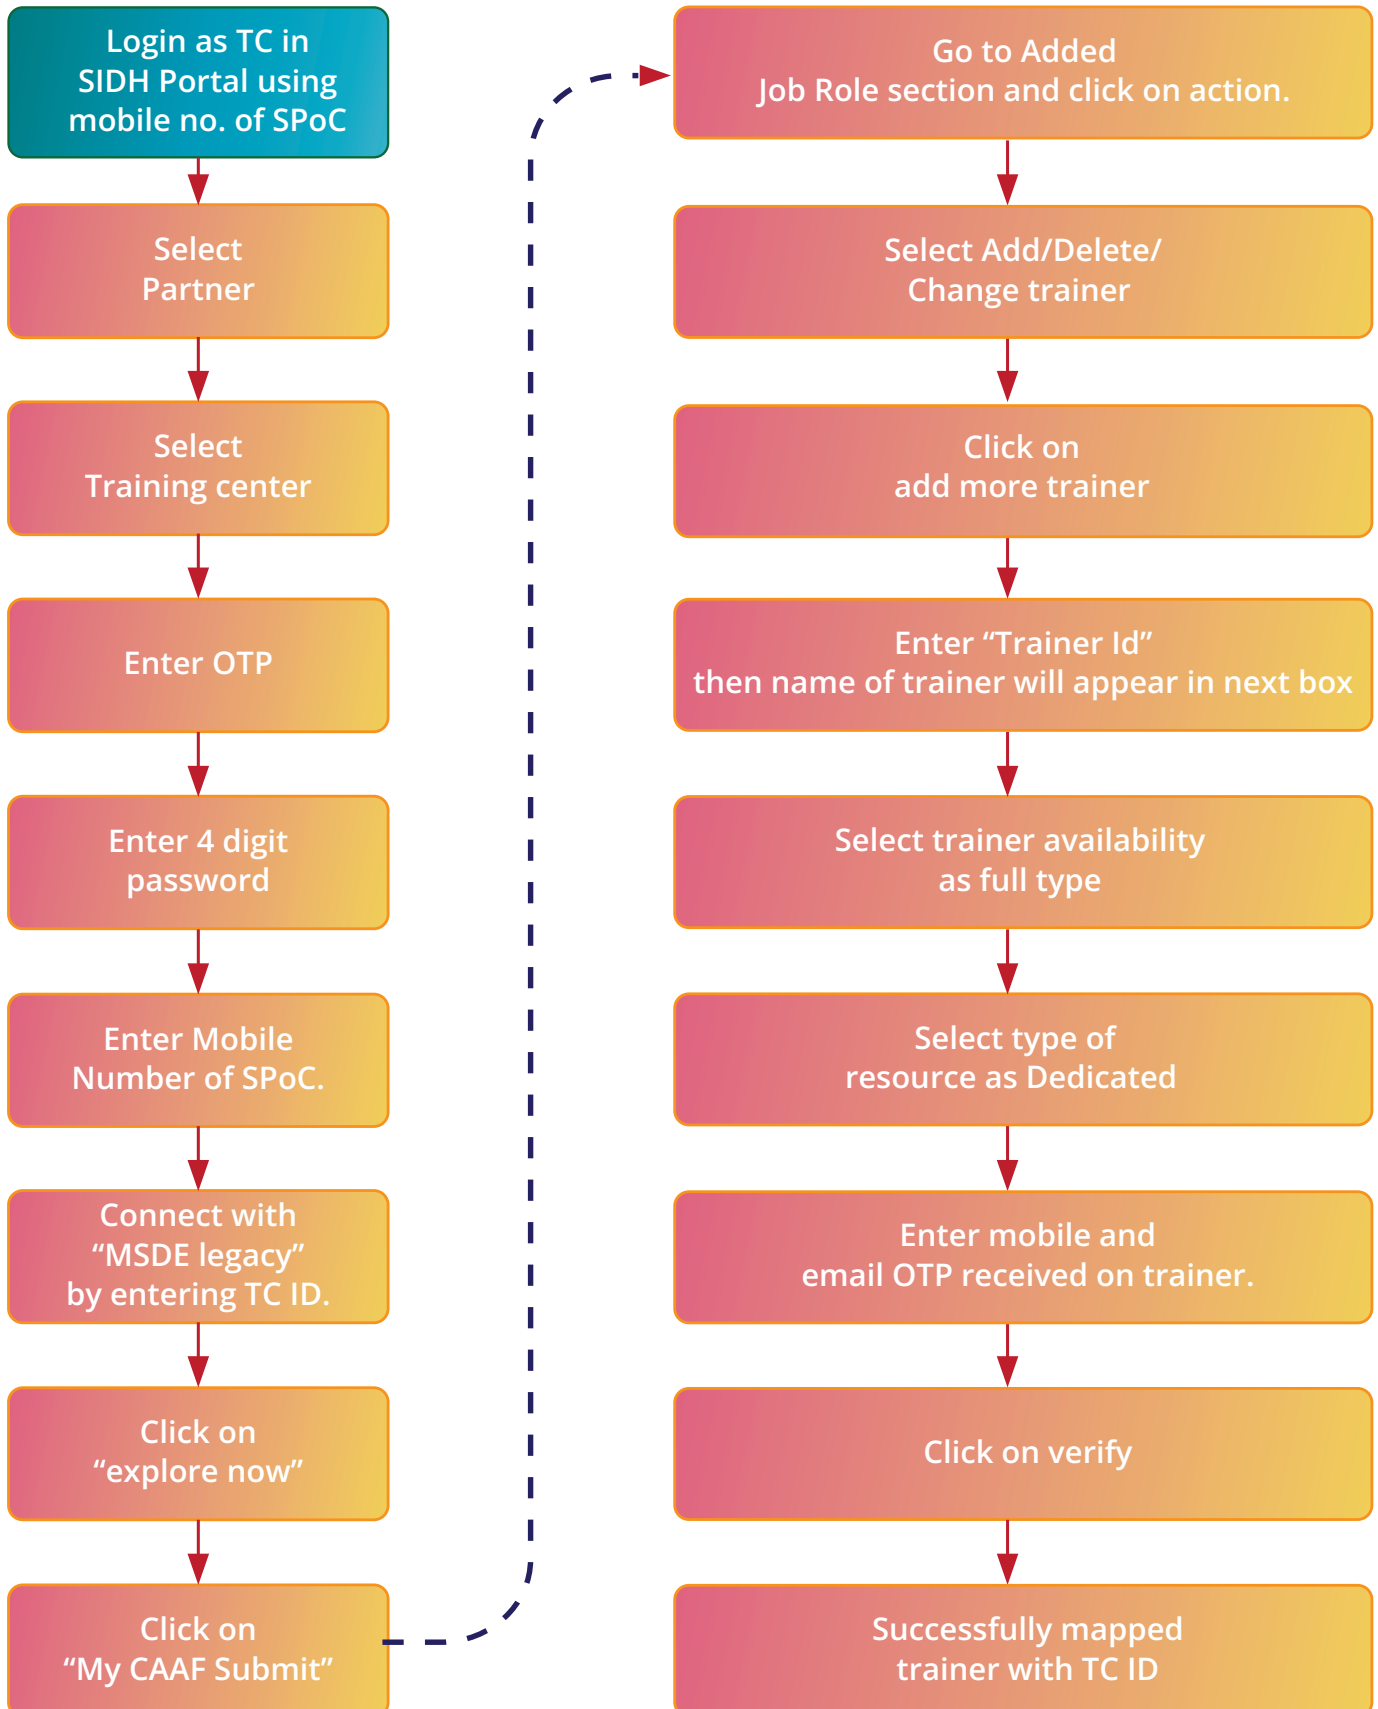 Login as TC in
SIDH Portal using
mobile no. of SPoC
Select
Partner
Select
Training center
Enter OTP
Enter 4 digit
password
Enter Mobile
Number of SPoC.
Connect with
“MSDE legacy”
by entering TC ID.
Click on
“explore now”
Click on
“My CAAF Submit”
Go to Added
Job Role section and click on action.
Select Add/Delete/
Change trainer
Click on
add more trainer
Enter “Trainer Id”
then name of trainer will appear in next box
Select trainer availability
as full type
Select type of
resource as Dedicated
Enter mobile and
email OTP received on trainer.
Click on verify
Successfully mapped
trainer with TC ID